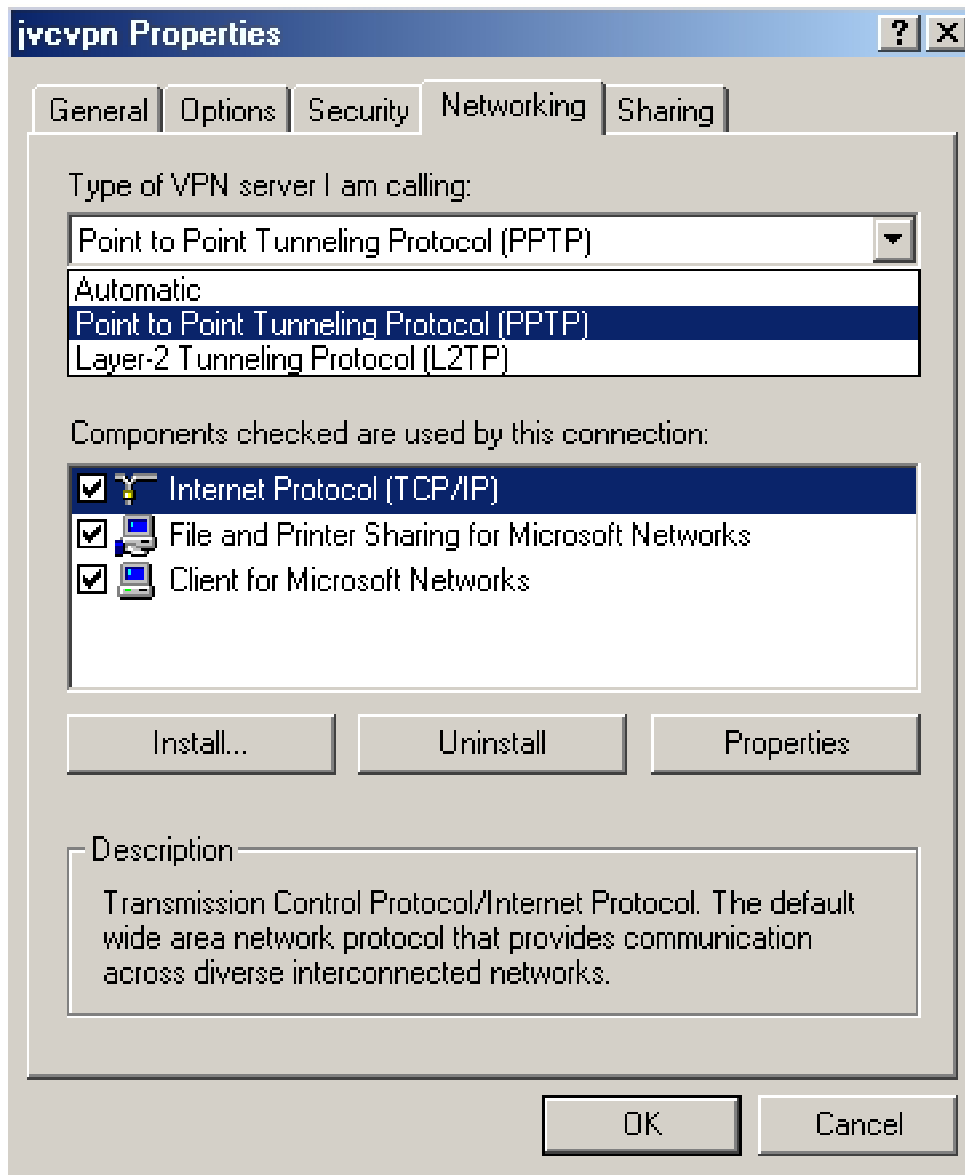 jvcvpn Properties
General Options Security Networking Sharing
Type of VPN server I am calling:
Point to Point Tunneling Protocol (PPTP)
Automatic
Point to Point Tunneling Protocol (PPTP)
Layer-2 Tunneling Protocol (L2TP)
Components checked are used by this connection:
Internet Protocol (TCP/IP)
File and Printer Sharing for Microsoft Networks
Client for Microsoft Networks
Install... Uninstall Properties
Description
Transmission Control Protocol/Internet Protocol. The default
wide area network protocol that provides communication
across diverse interconnected networks.
OK Cancel